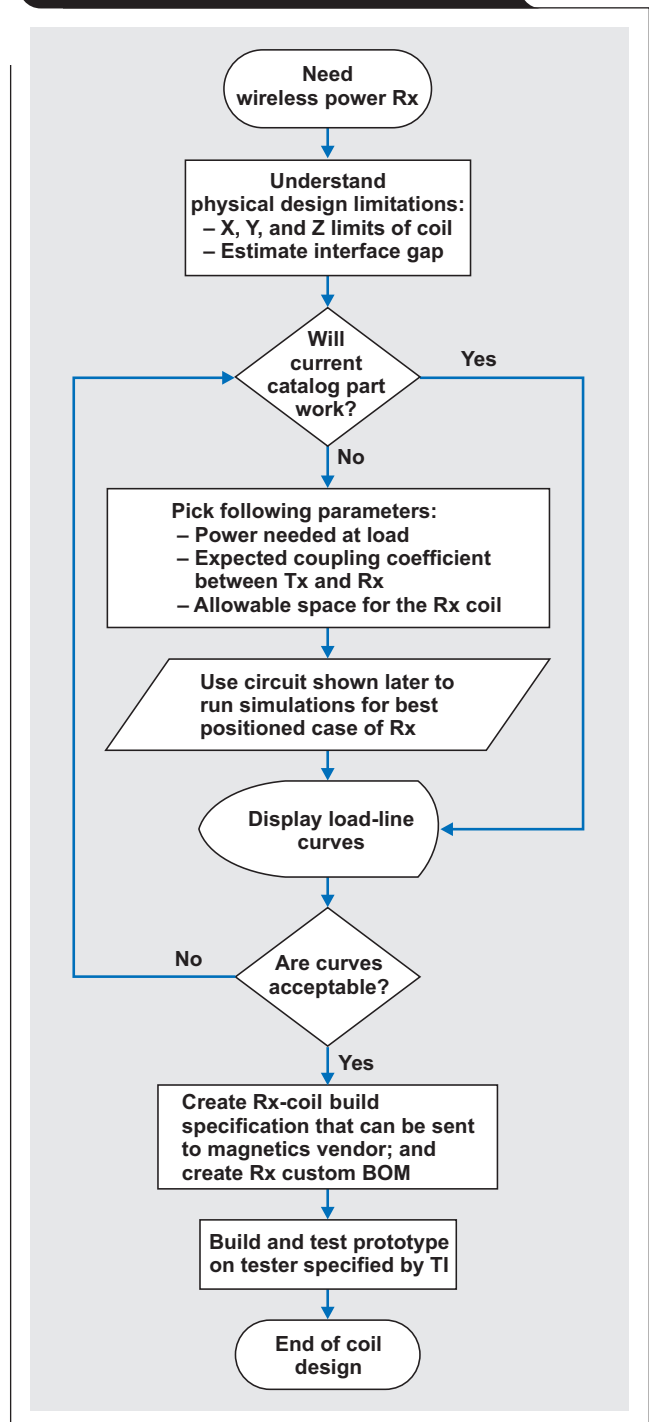 Need
wireless power Rx
Understand
physical design limitations:
– X, Y, and Z limits of coil
– Estimate interface gap
Will
current
catalog part
work?
Yes
No
Pick following parameters:
– Power needed at load
– Expected coupling coefficient
between Tx and Rx
– Allowable space for the Rx coil
Use circuit shown later to
run simulations for best
positioned case of Rx
Display load-line
curves
No
Are curves
acceptable?
Yes
Create Rx-coil build
specification that can be sent
to magnetics vendor; and
create Rx custom BOM
Build and test prototype
on tester specified by TI
End of coil
design